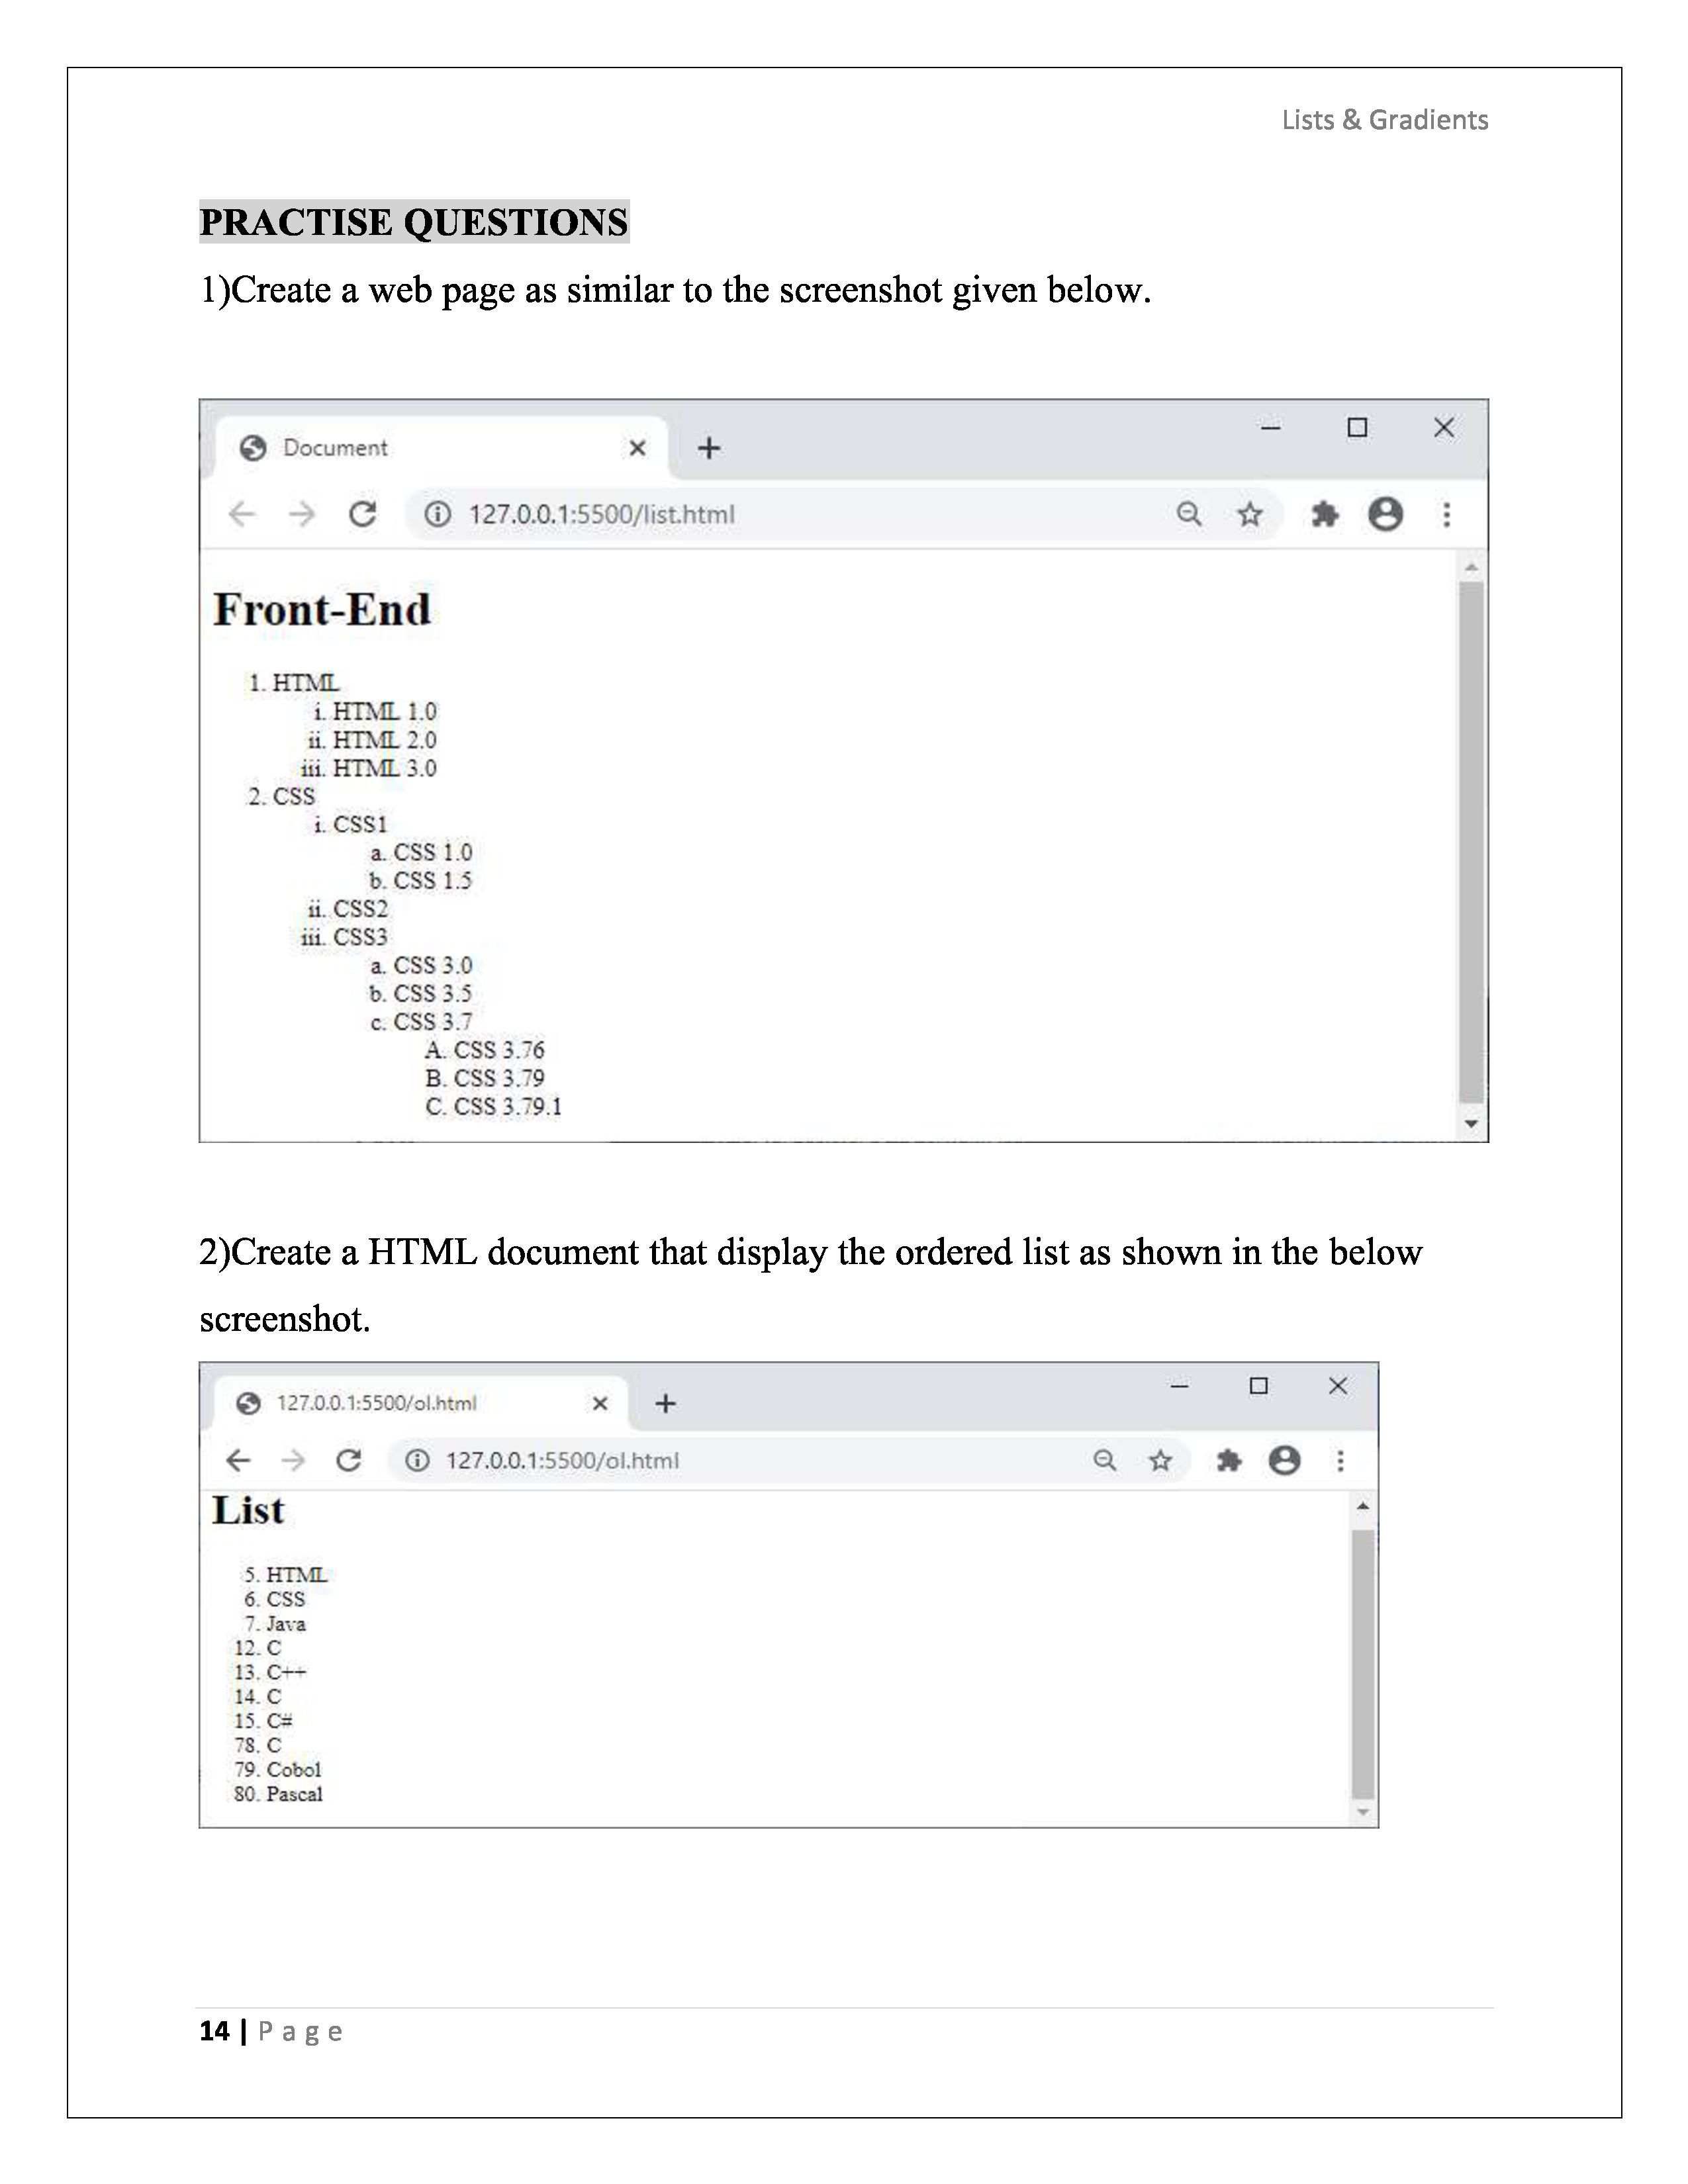 Lists & Gradients
PRACTISE QUESTIONS
1)Create a web page as similar to the screenshot given below.
Document
127.0.0.1:5500/list.html
Front-End
1. HTML
i. HTML 1.0
ii. HTML 2.0
iii. HTML 3.0
2. CSS
i. CSS1
a. CSS 1.0
b. CSS 1.5
ii. CSS2
iii. CSS3
a. CSS 3.0
b. CSS 3.5
c. CSS 3.7
A. CSS 3.76
B. CSS 3.79
C. CSS 3.79.1
2)Create a HTML document that display the ordered list as shown in the below
screenshot.
127.0.0.1:5500/ol.html
127.0.0.1:5500/ol.html
List
5. HTML
6. CSS
7. Java
12. C
13. C++
14. C
15. C#
78. C
79. Cobol
80. Pascal
14 | Page